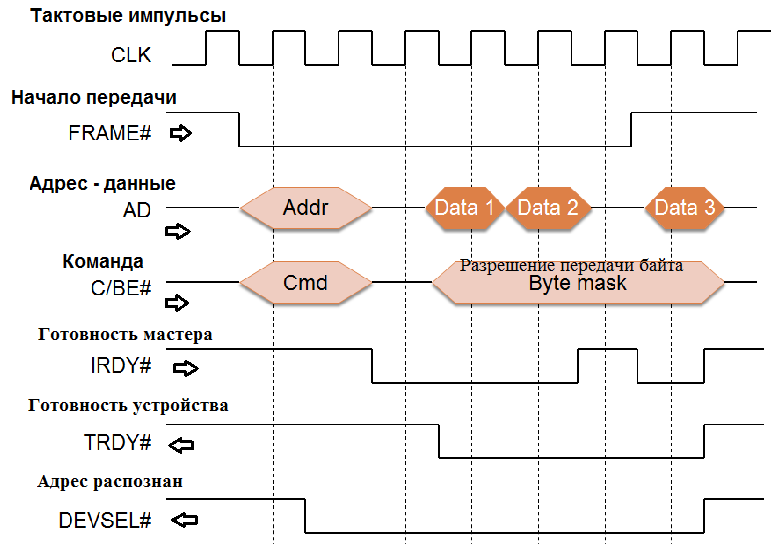 Тактовые импульсы
CLK
Начало передачи
FRAME#
Адрес - данные
AD
Addr
Data 1
Data 2
Data 3
Команда
C/BE#
Cmd
Разрешение передачи байта
Byte mask
Готовность мастера
IRDY#
Готовность устройства
TRDY#
Адрес распознан
DEVSEL#